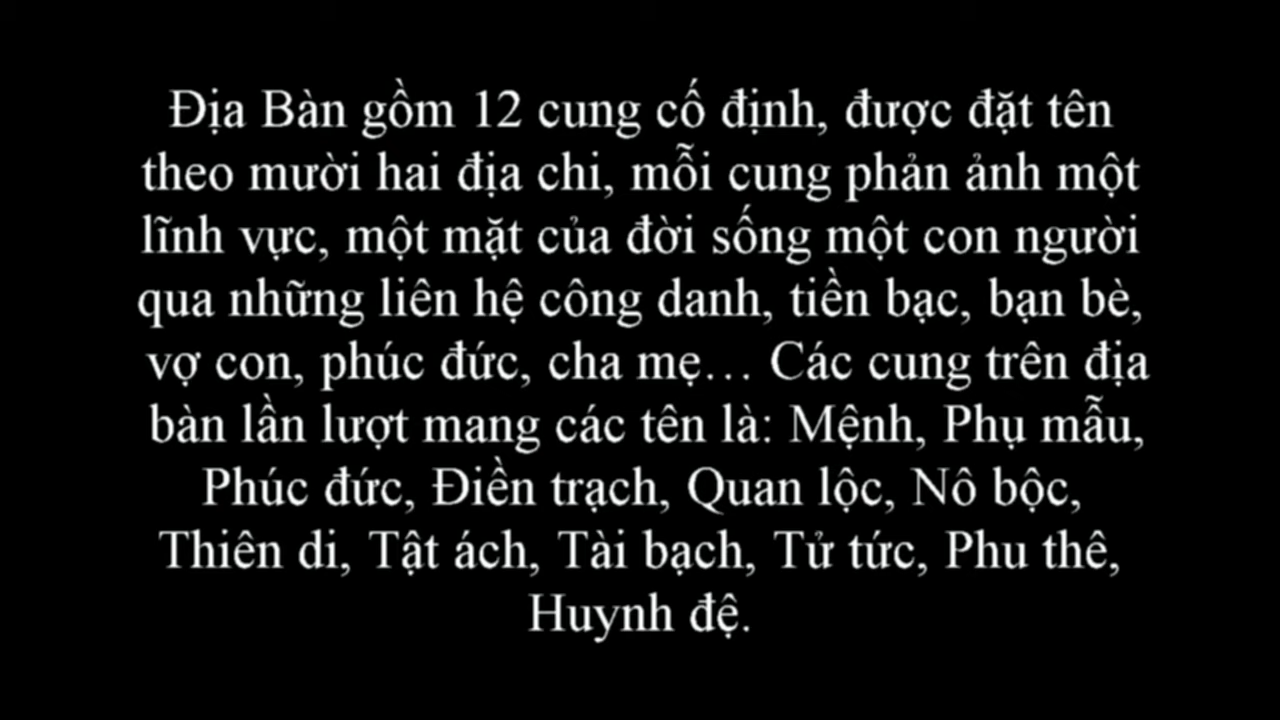 Địa Bàn gồm 12 cung cố định, được đặt tên
theo mười hai địa chi, mỗi cung phản ảnh một
lĩnh vực, một mặt của đời sống một con người
qua những liên hệ công danh, tiền bạc, bạn bè,
vợ con, phúc đức, cha mẹ… Các cung trên địa
bàn lần lượt mang các tên là: Mệnh, Phụ mẫu,
Phúc đức, Điền trạch, Quan lộc, Nô bộc,
Thiên di, Tật ách, Tài bạch, Tử tức, Phu thê,
Huynh đệ.